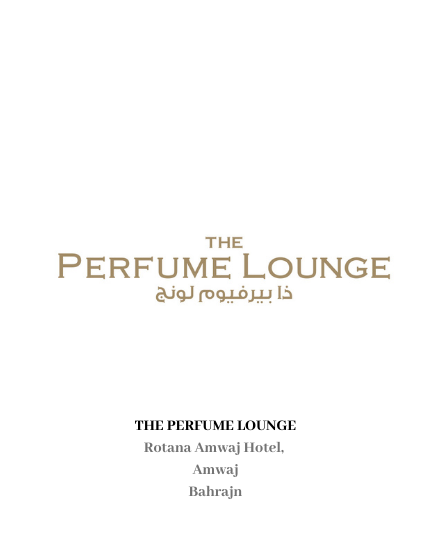 THE
PERFUME LOUNGE
ذا بيرفيوم لونج
THE PERFUME LOUNGE
Rotana Amwaj Hotel,
Amwaj
Bahrajn